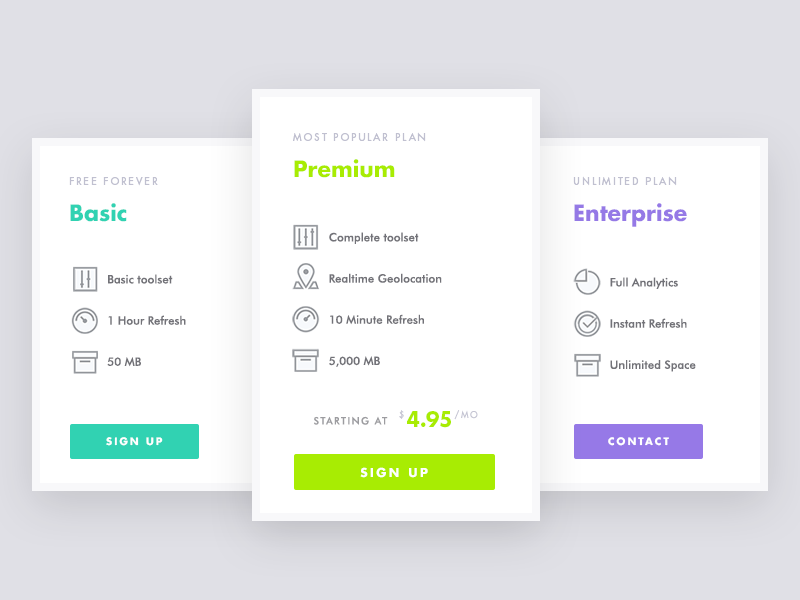 FREE FOREVER
Basic
Basic toolset
1 Hour Refresh
50 MB
SIGN UP
MOST POPULAR PLAN
Premium
Complete toolset
Realtime Geolocation
10 Minute Refresh
5,000 MB
STARTING AT $4.95/MO
SIGN UP
UNLIMITED PLAN
Enterprise
Full Analytics
Instant Refresh
Unlimited Space
CONTACT